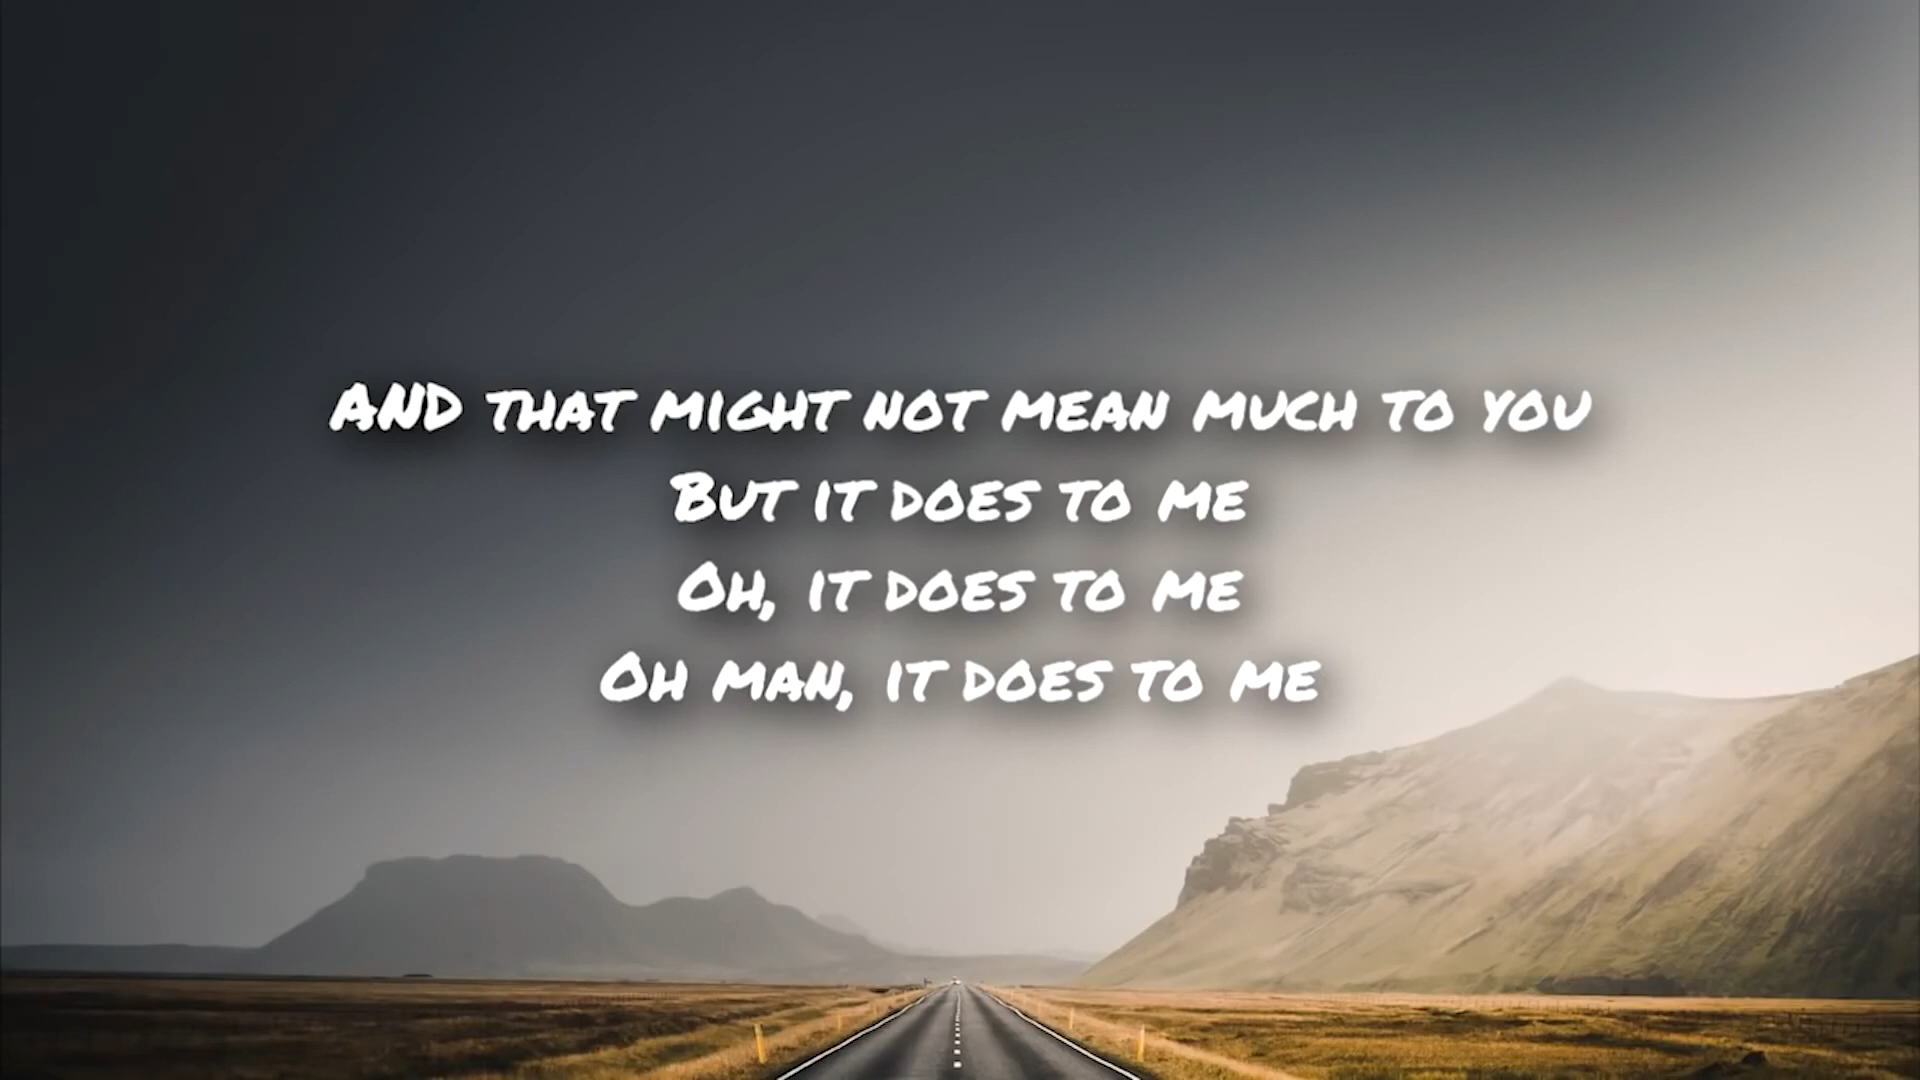 AND THAT MIGHT NOT MEAN MUCH TO YOU
BUT IT DOES TO ME
OH, IT DOES TO ME
OH MAN, IT DOES TO ME